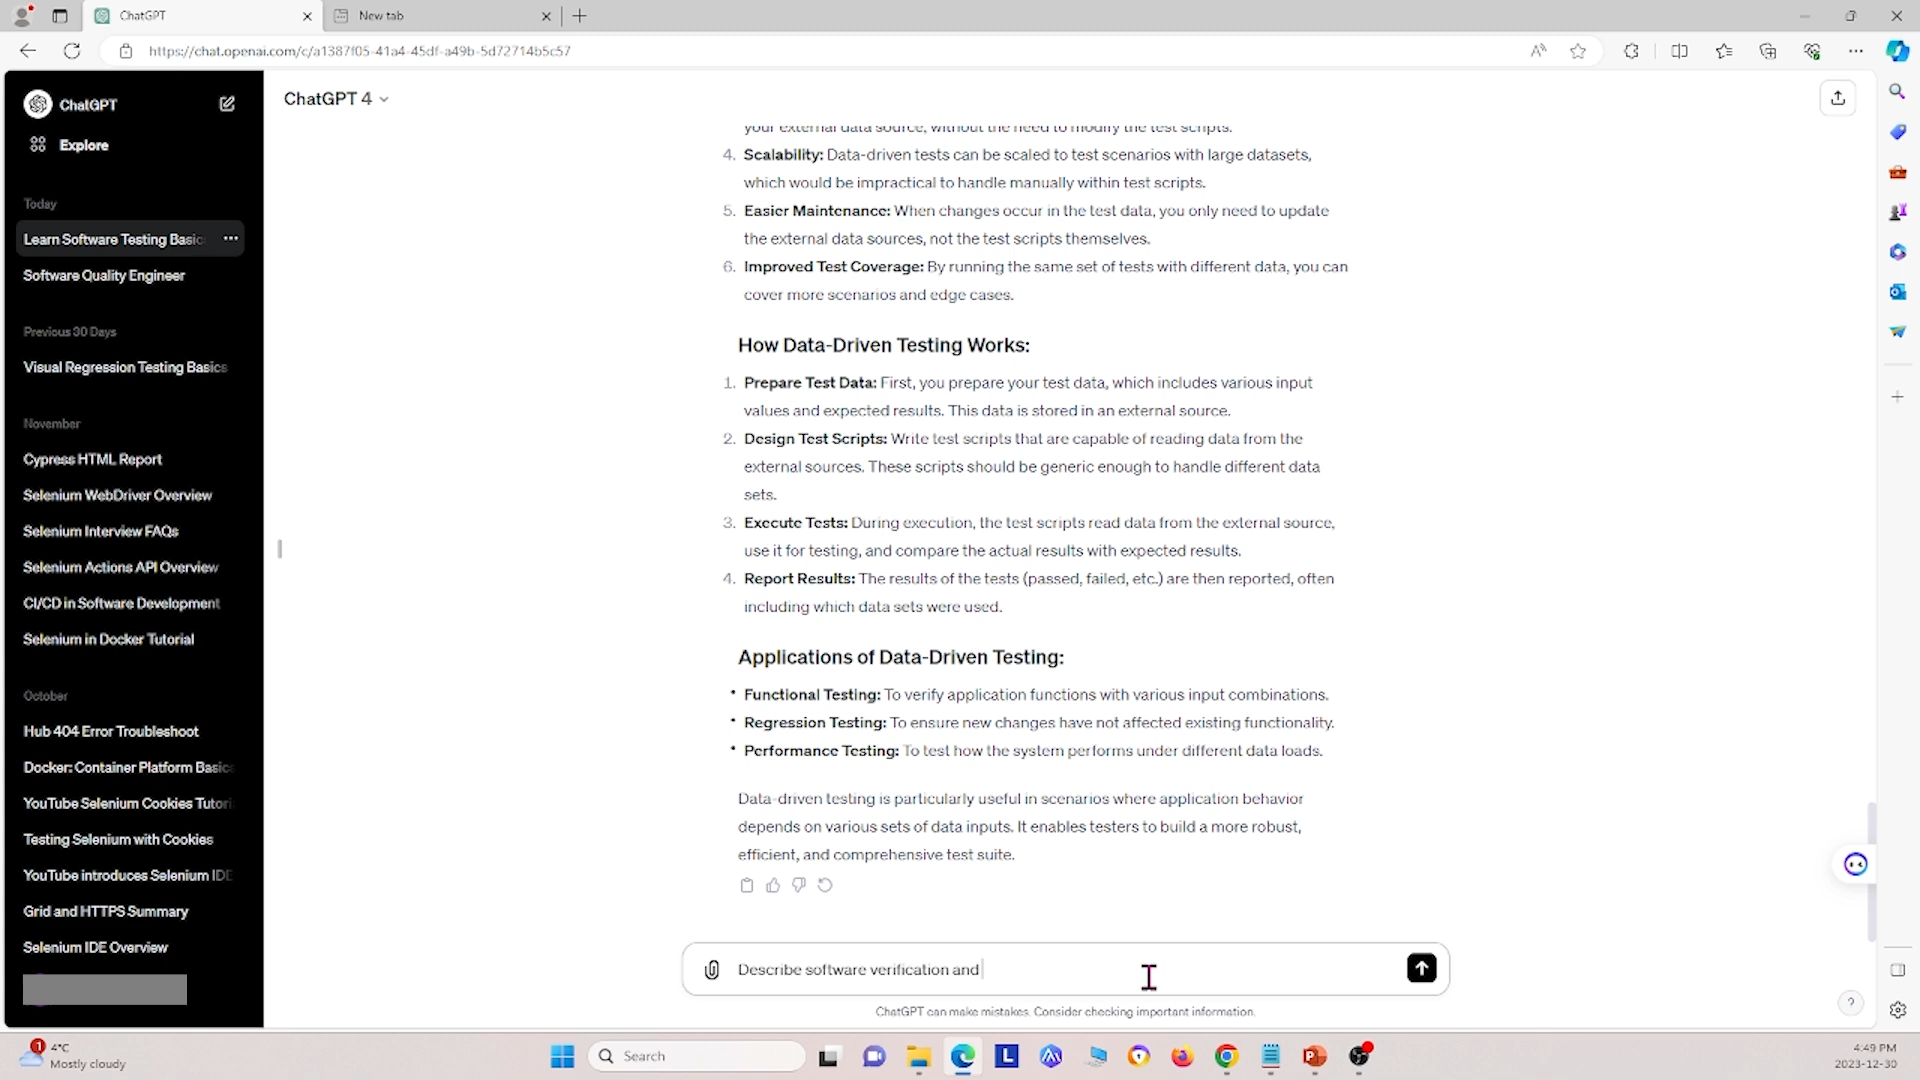 ChatGPT
New tab
https://chat.openai.com/c/a1387f05-41a4-45df-a49b-5d72714b5c57
ChatGPT
Explore
Today
Learn Software Testing Basic
Software Quality Engineer
Previous 30 Days
Visual Regression Testing Basics
November
Cypress HTML Report
Selenium WebDriver Overview
Selenium Interview FAQs
Selenium Actions API Overview
CI/CD in Software Development
Selenium in Docker Tutorial
October
Hub 404 Error Troubleshoot
Docker: Container Platform Basics
YouTube Selenium Cookies Tutori
Testing Selenium with Cookies
YouTube introduces Selenium IDE
Grid and HTTPS Summary
Selenium IDE Overview
ChatGPT 4
your external data source, without the need to modify the test scripts.
4. Scalability: Data-driven tests can be scaled to test scenarios with large datasets,
which would be impractical to handle manually within test scripts.
5. Easier Maintenance: When changes occur in the test data, you only need to update
the external data sources, not the test scripts themselves.
6. Improved Test Coverage: By running the same set of tests with different data, you can
cover more scenarios and edge cases.
How Data-Driven Testing Works:
1. Prepare Test Data: First, you prepare your test data, which includes various input
values and expected results. This data is stored in an external source.
2. Design Test Scripts: Write test scripts that are capable of reading data from the
external sources. These scripts should be generic enough to handle different data
sets.
3. Execute Tests: During execution, the test scripts read data from the external source,
use it for testing, and compare the actual results with expected results.
4. Report Results: The results of the tests (passed, failed, etc.) are then reported, often
including which data sets were used.
Applications of Data-Driven Testing:
• Functional Testing: To verify application functions with various input combinations.
• Regression Testing: To ensure new changes have not affected existing functionality.
• Performance Testing: To test how the system performs under different data loads.
Data-driven testing is particularly useful in scenarios where application behavior
depends on various sets of data inputs. It enables testers to build a more robust,
efficient, and comprehensive test suite.
Describe software verification and
ChatGPT can make mistakes. Consider checking important information.
?
1
4°C
Mostly cloudy
Search
4:49 PM
2023-12-30